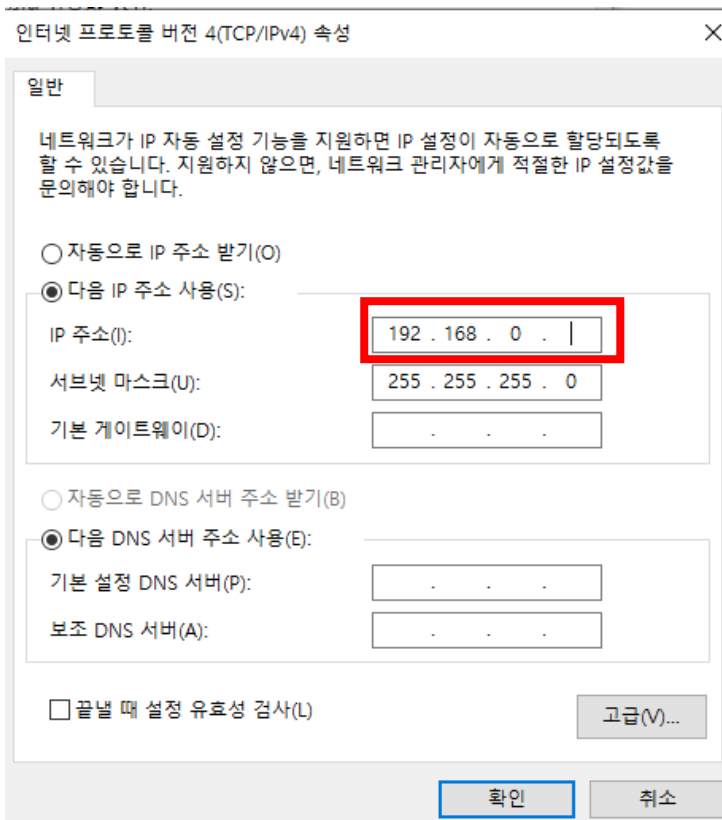 인터넷 프로토콜 버전 4(TCP/IPv4) 속성
일반
네트워크가 IP 자동 설정 기능을 지원하면 IP 설정이 자동으로 할당되도록
할 수 있습니다. 지원하지 않으면, 네트워크 관리자에게 적절한 IP 설정값을
문의해야 합니다.
자동으로 IP 주소 받기(O)
다음 IP 주소 사용(S):
IP 주소(I): 192 . 168 . 0 .
서브넷 마스크(U): 255 . 255 . 255 . 0
기본 게이트웨이(D): . . .
자동으로 DNS 서버 주소 받기(B)
다음 DNS 서버 주소 사용(E):
기본 설정 DNS 서버(P): . . .
보조 DNS 서버(A): . . .
끝낼 때 설정 유효성 검사(L)
고급(V)...
확인 취소